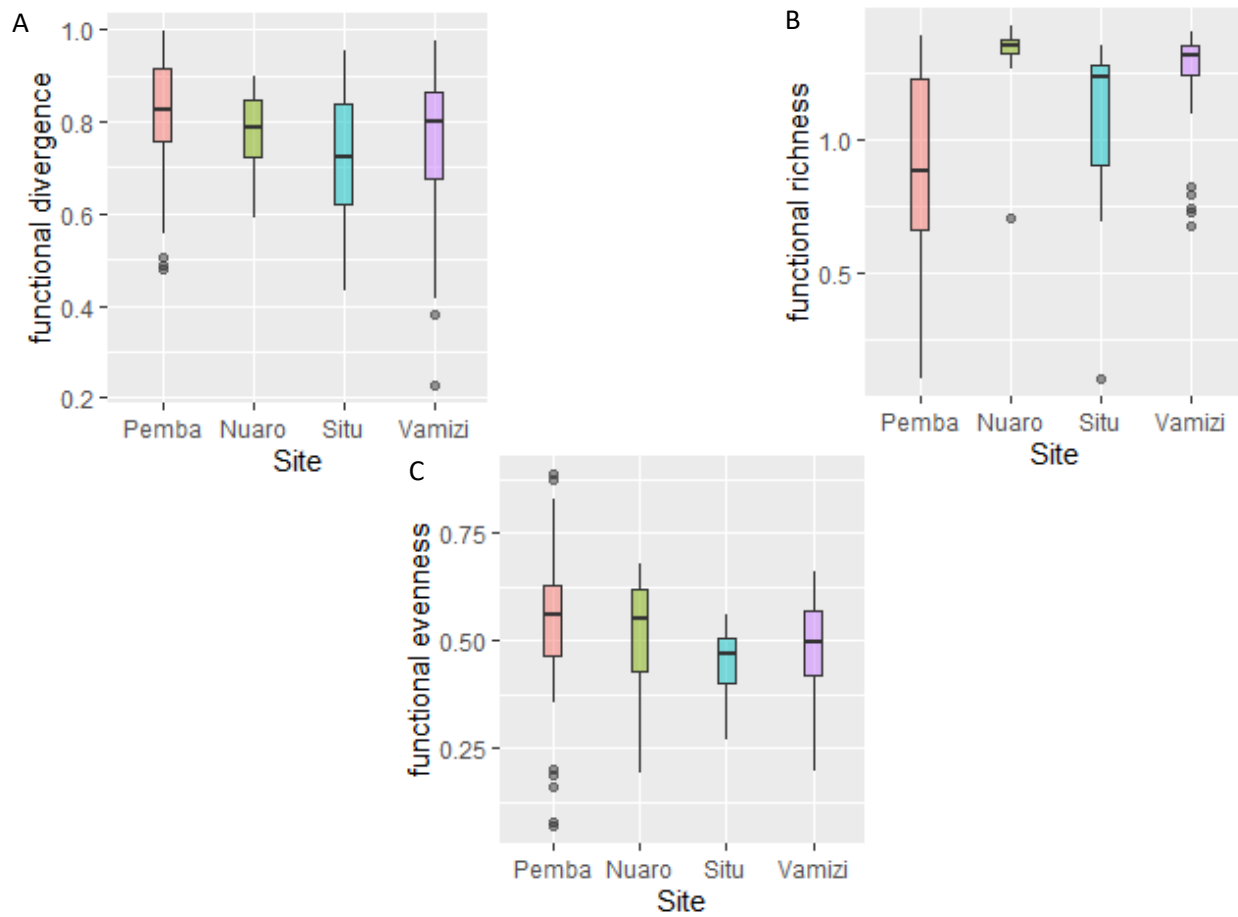 A
functional divergence
1.0
0.8
0.6
0.4
0.2
Pemba Nuaro Situ Vamizi
Site
B
functional richness
1.0
0.5
Pemba Nuaro Situ Vamizi
Site
C
functional evenness
0.75
0.50
0.25
Pemba Nuaro Situ Vamizi
Site